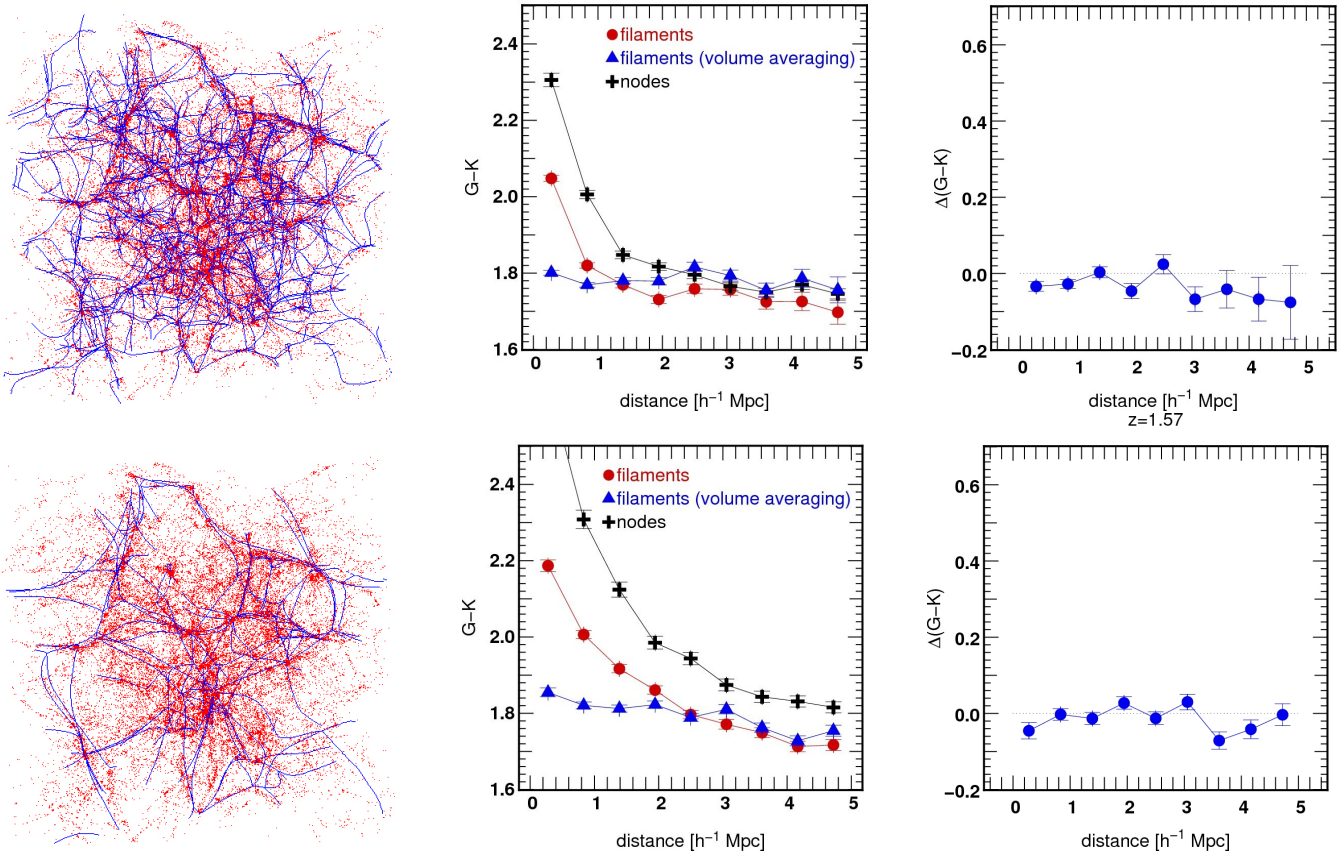 filaments
filaments (volume averaging)
nodes
G−K
2.4
2.2
2.0
1.8
1.6
0 1 2 3 4 5
distance [h⁻¹ Mpc]
Δ(G−K)
0.6
0.4
0.2
0.0
−0.2
0 1 2 3 4 5
distance [h⁻¹ Mpc]
z=1.57
filaments
filaments (volume averaging)
nodes
G−K
2.4
2.2
2.0
1.8
1.6
0 1 2 3 4 5
distance [h⁻¹ Mpc]
Δ(G−K)
0.6
0.4
0.2
0.0
−0.2
0 1 2 3 4 5
distance [h⁻¹ Mpc]